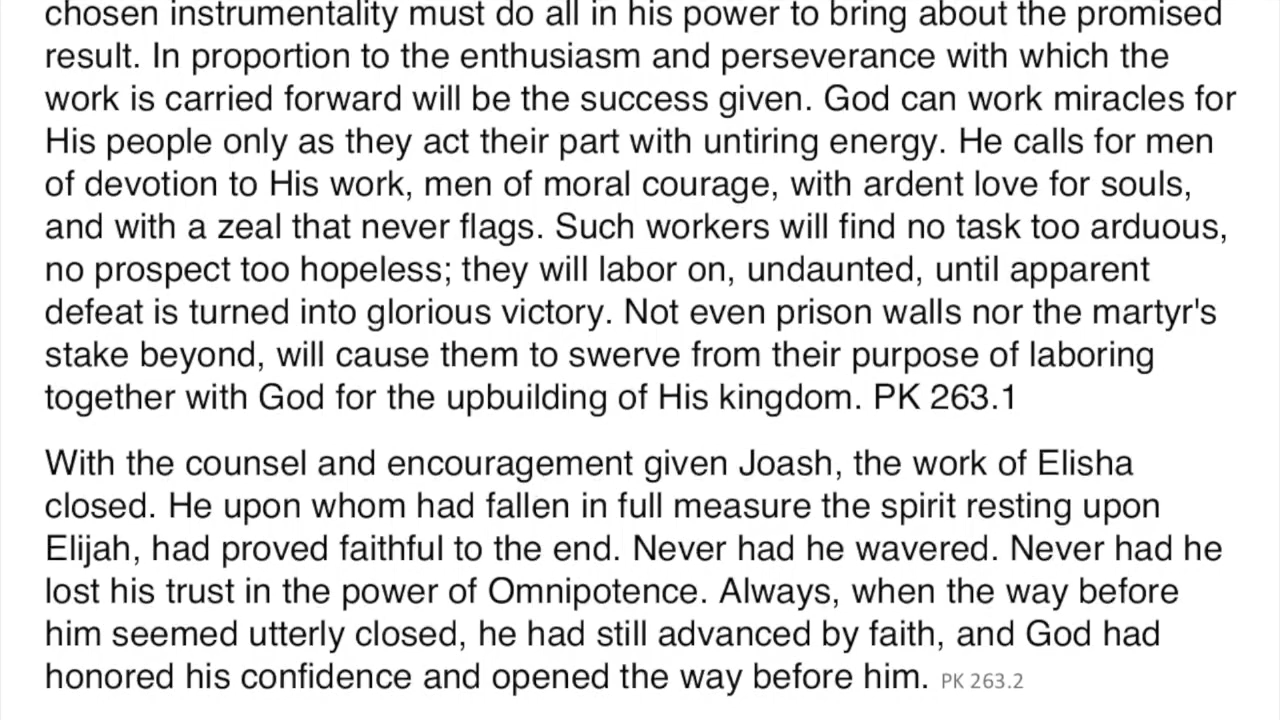 chosen instrumentality must do all in his power to bring about the promised
result. In proportion to the enthusiasm and perseverance with which the
work is carried forward will be the success given. God can work miracles for
His people only as they act their part with untiring energy. He calls for men
of devotion to His work, men of moral courage, with ardent love for souls,
and with a zeal that never flags. Such workers will find no task too arduous,
no prospect too hopeless; they will labor on, undaunted, until apparent
defeat is turned into glorious victory. Not even prison walls nor the martyr's
stake beyond, will cause them to swerve from their purpose of laboring
together with God for the upbuilding of His kingdom. PK 263.1
With the counsel and encouragement given Joash, the work of Elisha
closed. He upon whom had fallen in full measure the spirit resting upon
Elijah, had proved faithful to the end. Never had he wavered. Never had he
lost his trust in the power of Omnipotence. Always, when the way before
him seemed utterly closed, he had still advanced by faith, and God had
honored his confidence and opened the way before him. PK 263.2